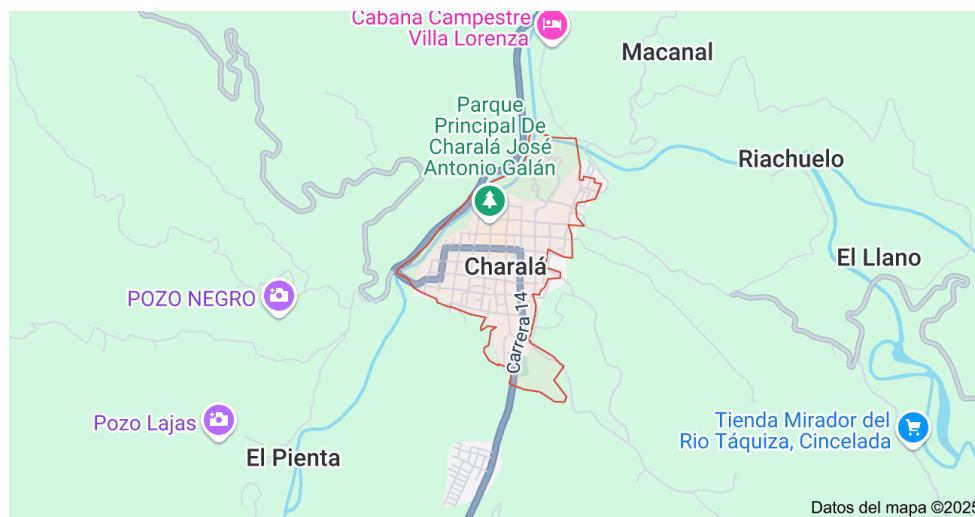 Cabaña Campestre
Villa Lorenza
Macanal
Parque
Principal De
Charalá José
Antonio Galán
Riachuelo
El Llano
Charalá
POZO NEGRO
Carrera 14
Pozo Lajas
Tienda Mirador del
Rio Táquiza, Cincelada
El Pienta
Datos del mapa ©2025